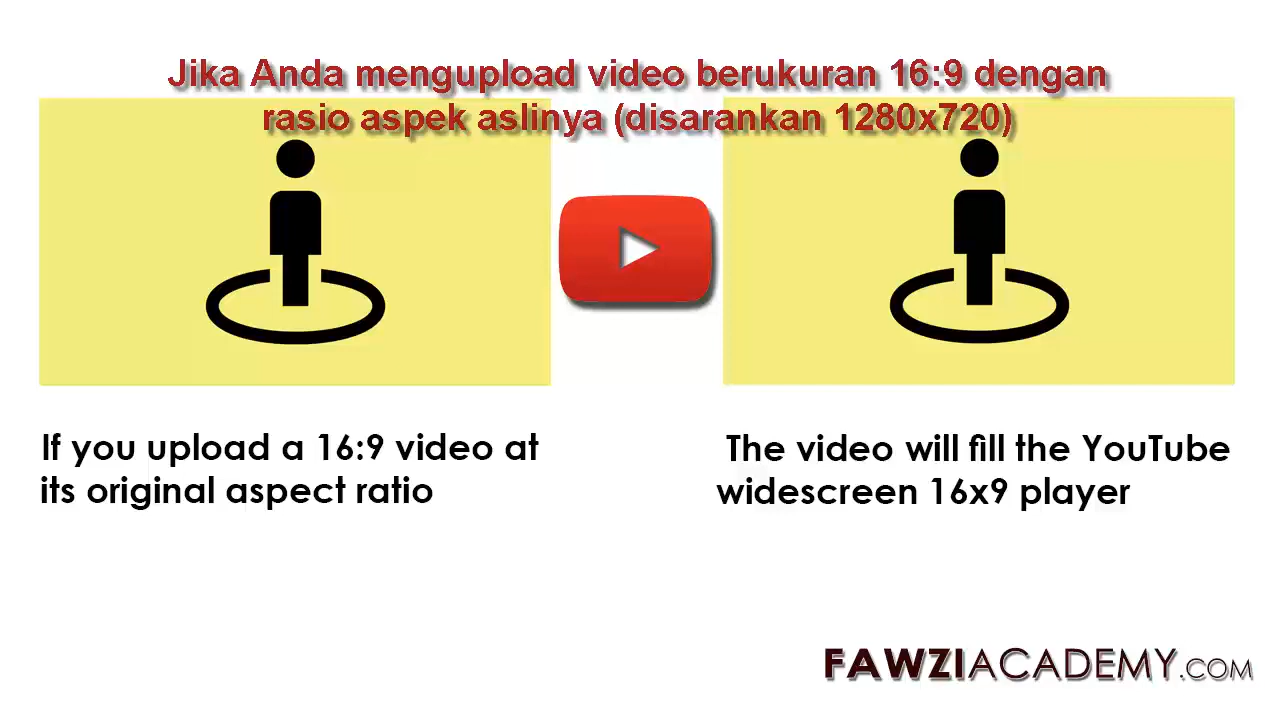 Jika Anda mengupload video berukuran 16:9 dengan
rasio aspek aslinya (disarankan 1280x720)
If you upload a 16:9 video at
its original aspect ratio
The video will fill the YouTube
widescreen 16x9 player
FAWZIACADEMY.COM